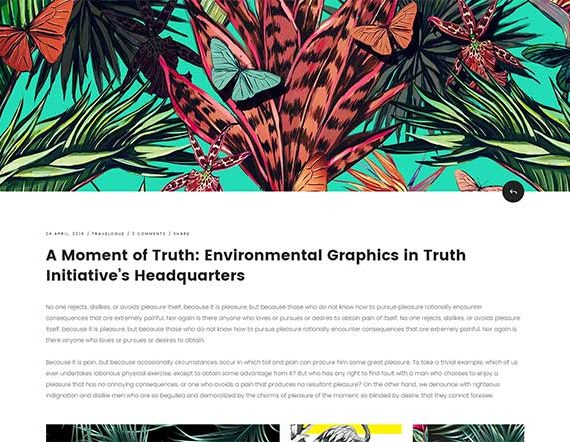 26 APRIL, 2016 / TRAVELOGUE / 3 COMMENTS / SHARE
A Moment of Truth: Environmental Graphics in Truth
Initiative's Headquarters
No one rejects, dislikes, or avoids pleasure itself, because it is pleasure, but because those who do not know how to pursue pleasure rationally encounter
consequences that are extremely painful. Nor again is there anyone who loves or pursues or desires to obtain pain of itself. No one rejects, dislikes, or avoids pleasure
itself, because it is pleasure, but because those who do not know how to pursue pleasure rationally encounter consequences that are extremely painful. Nor again is
there anyone who loves or pursues or desires to obtain.
Because it is pain, but because occasionally circumstances occur in which toil and pain can procure him some great pleasure. To take a trivial example, which of us
ever undertakes laborious physical exercise, except to obtain some advantage from it? But who has any right to find fault with a man who chooses to enjoy a
pleasure that has no annoying consequences, or one who avoids a pain that produces no resultant pleasure? On the other hand, we denounce with righteous
indignation and dislike men who are so beguiled and demoralized by the charms of pleasure of the moment, so blinded by desire, that they cannot foresee.